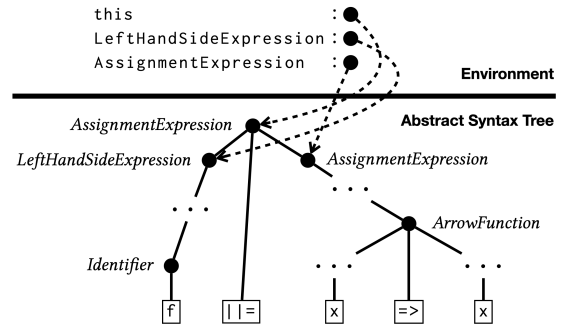 this :
LeftHandSideExpression :
AssignmentExpression :
Environment
Abstract Syntax Tree
AssignmentExpression
LeftHandSideExpression
AssignmentExpression
. . .
. . .
ArrowFunction
Identifier
. . .
. . .
f ||= x => x